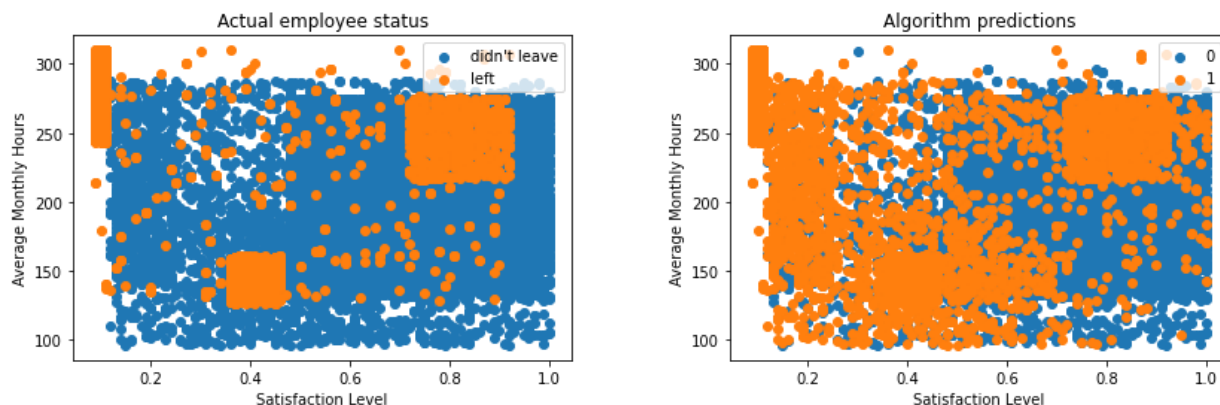 Actual employee status
didn't leave
left
300
250
200
150
100
Average Monthly Hours
0.2 0.4 0.6 0.8 1.0
Satisfaction Level
Algorithm predictions
0
1
300
250
200
150
100
Average Monthly Hours
0.2 0.4 0.6 0.8 1.0
Satisfaction Level